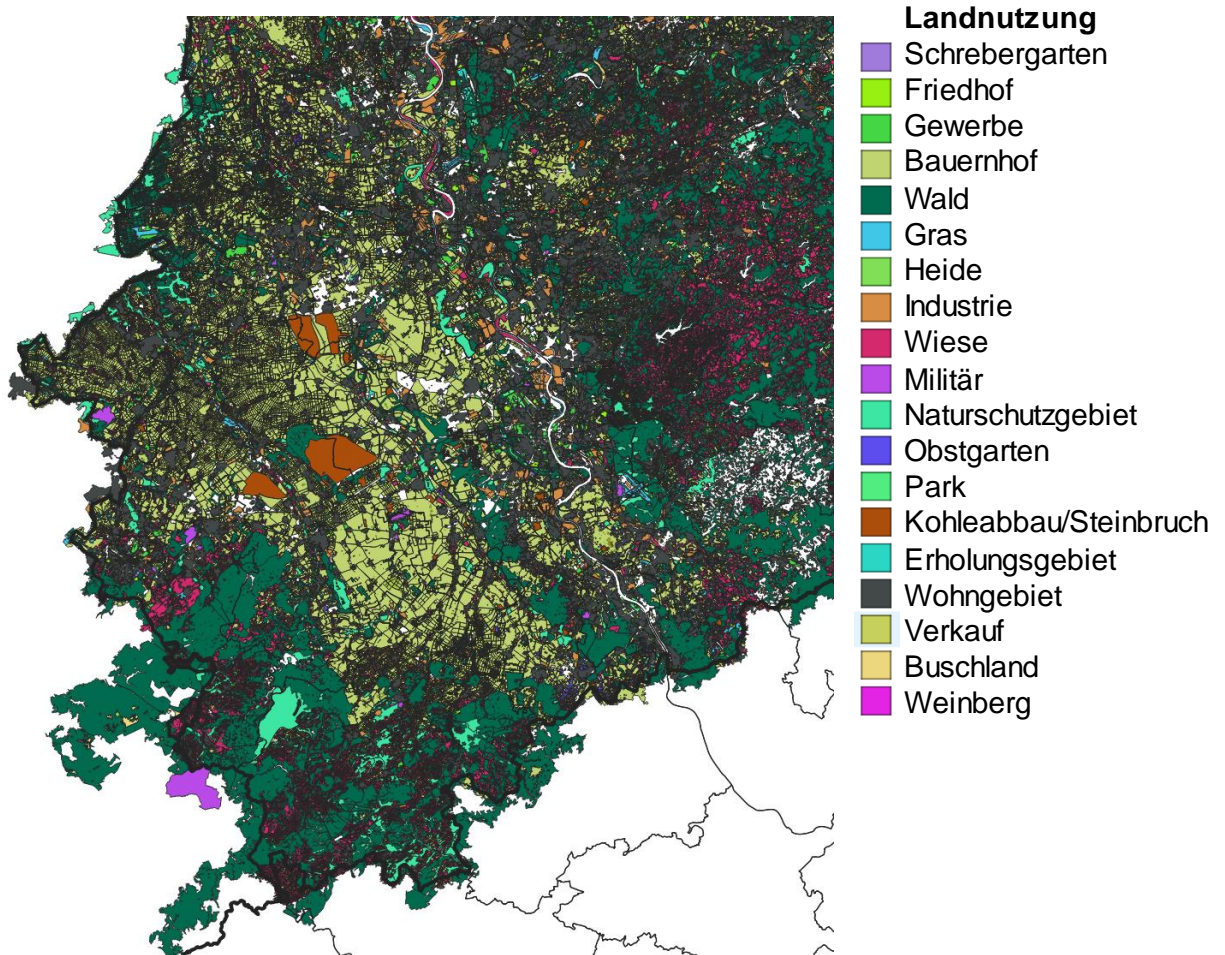 Landnutzung
Schrebergarten
Friedhof
Gewerbe
Bauernhof
Wald
Gras
Heide
Industrie
Wiese
Militär
Naturschutzgebiet
Obstgarten
Park
Kohleabbau/Steinbruch
Erholungsgebiet
Wohngebiet
Verkauf
Buschland
Weinberg